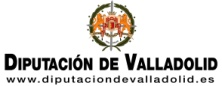 DIPUTACIÓN DE VALLADOLID
www.diputaciondevalladolid.es